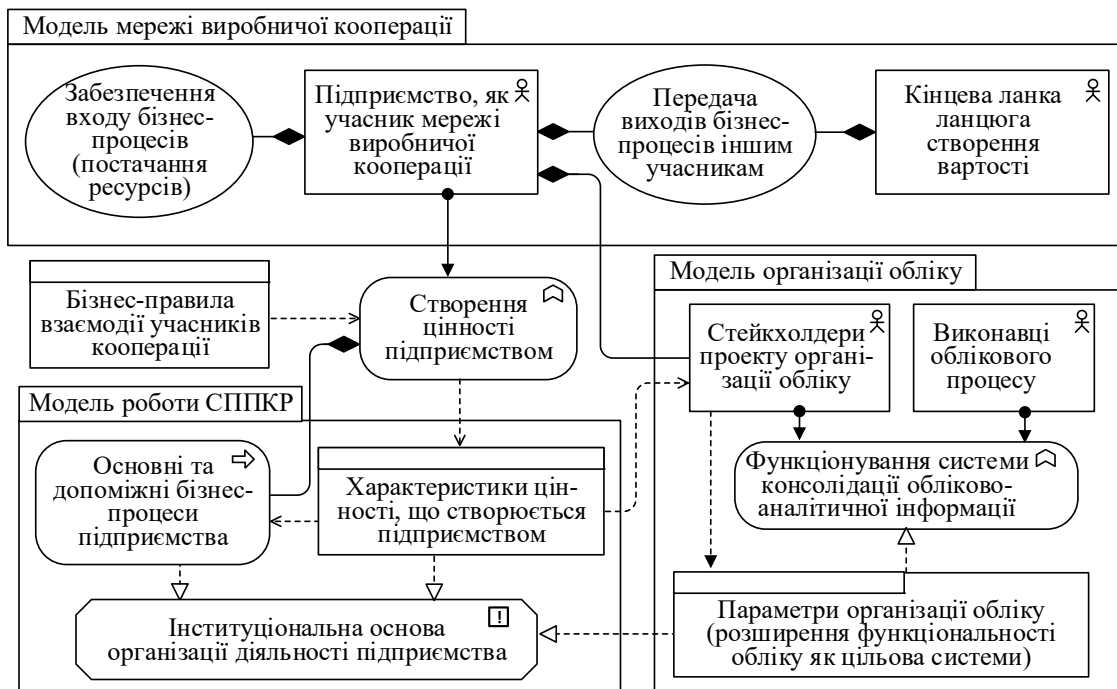 Модель мережі виробничої кооперації
Забезпечення
входу бізнес-
процесів
(постачання
ресурсів)
Підприємство, як
учасник мережі
виробничої
кооперації
Передача
виходів бізнес-
процесів іншим
учасникам
Кінцева ланка
ланцюга
створення
вартості
Бізнес-правила
взаємодії учасників
кооперації
Створення
цінності
підприємством
Модель організації обліку
Стейкхолдери
проекту органі-
зації обліку
Виконавці
облікового
процесу
Модель роботи СППКР
Основні та
допоміжні бізнес-
процеси
підприємства
Характеристики цін-
ності, що створюється
підприємством
Функціонування системи
консолідації обліково-
аналітичної інформації
Інституціональна основа
організації діяльності підприємства
!
Параметри організації обліку
(розширення функціональності
обліку як цільова системи)